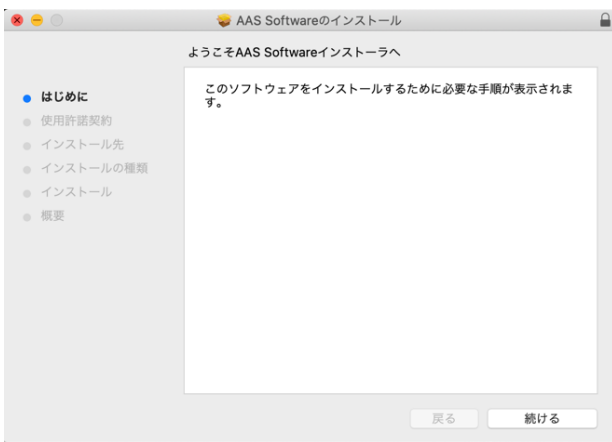 AAS Softwareのインストール
ようこそAAS Softwareインストーラへ
はじめに
使用許諾契約
インストール先
インストールの種類
インストール
概要
このソフトウェアをインストールするために必要な手順が表示されま
す。
戻る
続ける